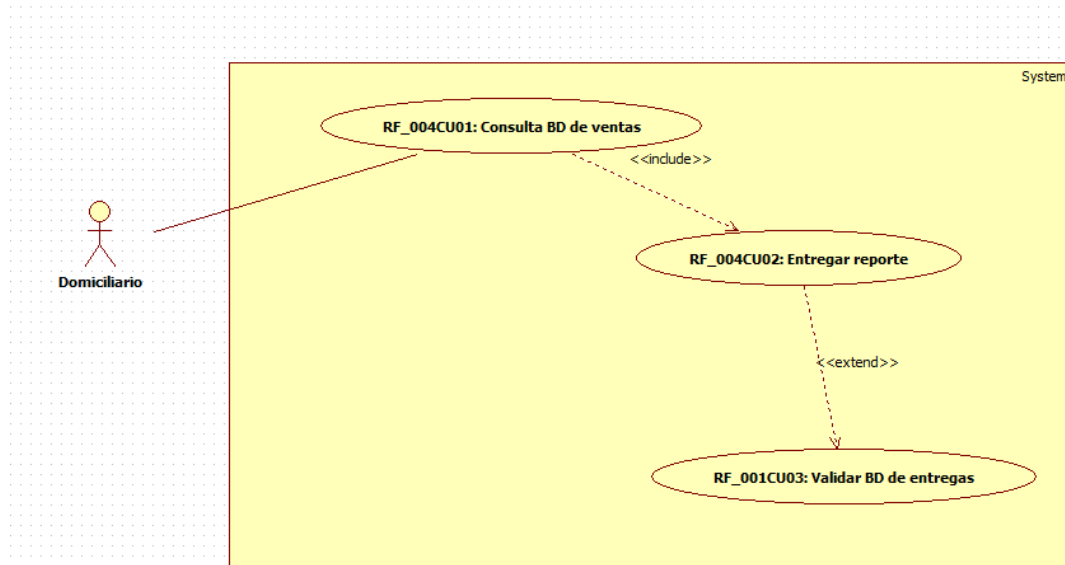 System
RF_004CU01: Consulta BD de ventas
<<include>>
RF_004CU02: Entregar reporte
Domiciliario
<<extend>>
RF_001CU03: Validar BD de entregas